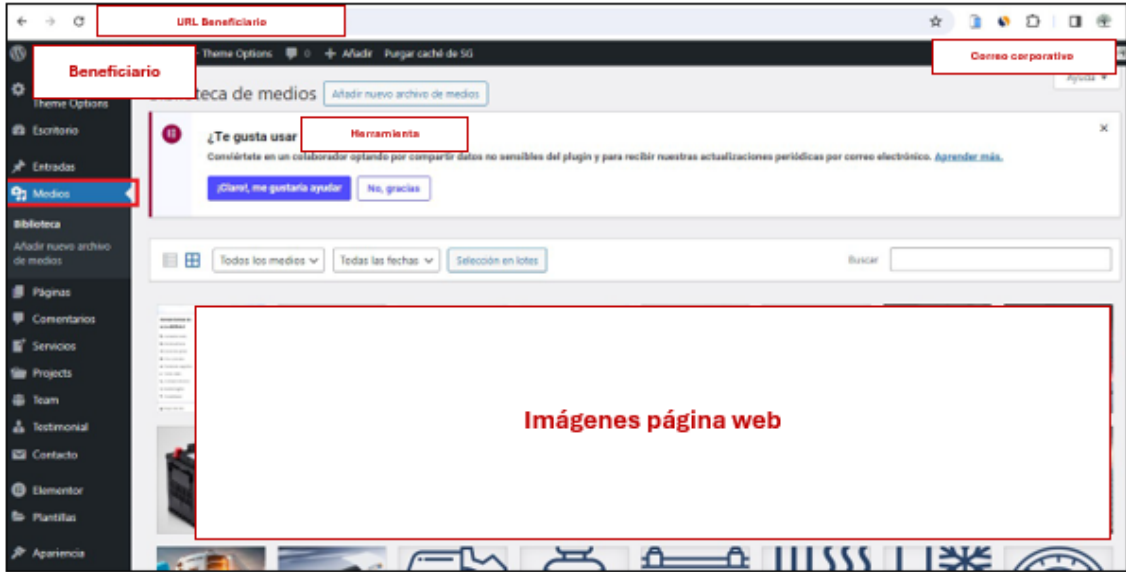 URL Beneficiario
Beneficiario
Theme Options
0
Añadir
Purgar caché de SG
Correo corporativo
Ayuda
Theme Options
teca de medios
Añadir nuevo archivo de medios
Escritorio
¿Te gusta usar
Herramienta
Conviértete en un colaborador optando por compartir datos no sensibles del plugin y para recibir nuestras actualizaciones periódicas por correo electrónico. Aprender más.
Entradas
¡Claro!, me gustaría ayudar
No, gracias
Medios
Biblioteca
Añadir nuevo archivo
de medios
Todos los medios
Todas las fechas
Selección en lotes
Buscar
Páginas
Comentarios
Servicios
Projects
Team
Testimonial
Contacto
Elementor
Plantillas
Apariencia
Imágenes página web